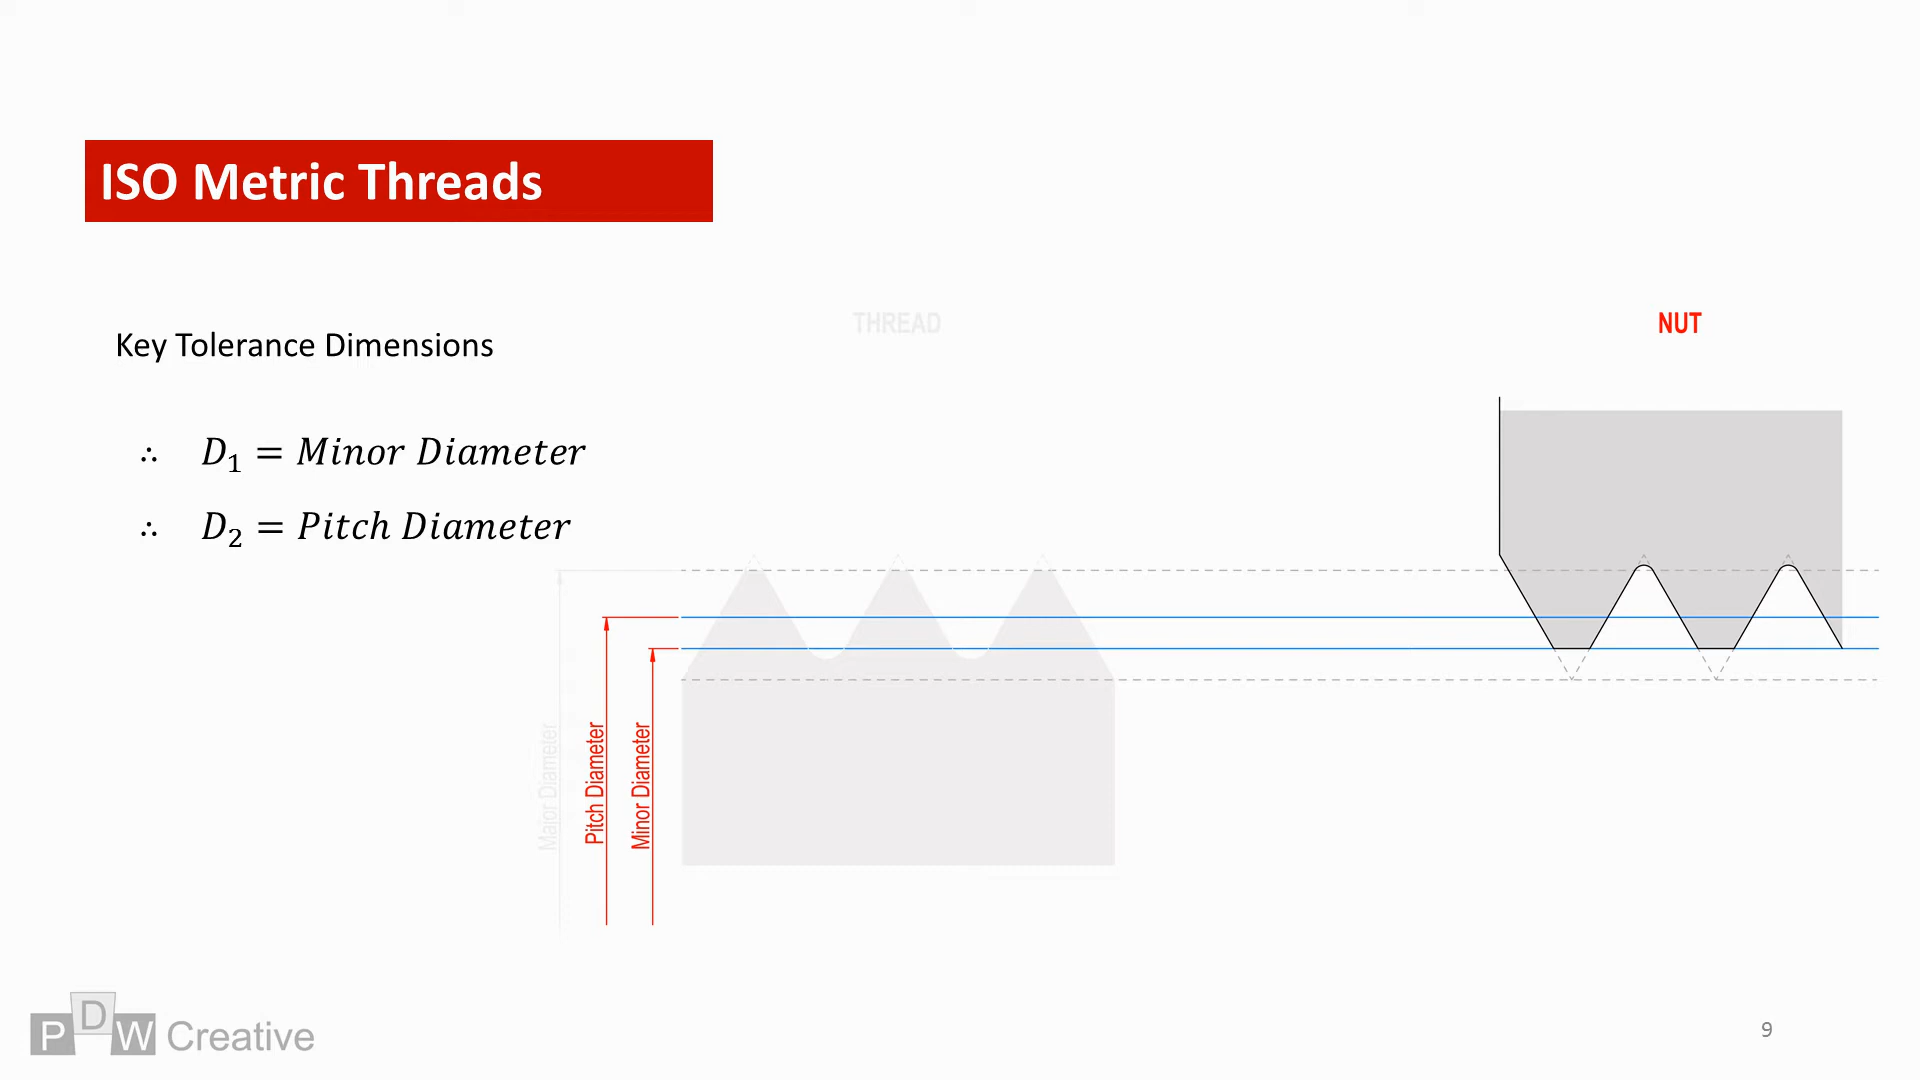 ISO Metric Threads
Key Tolerance Dimensions
THREAD
NUT
∴ D₁ = Minor Diameter
∴ D₂ = Pitch Diameter
Major Diameter
Pitch Diameter
Minor Diameter
PDW Creative
9